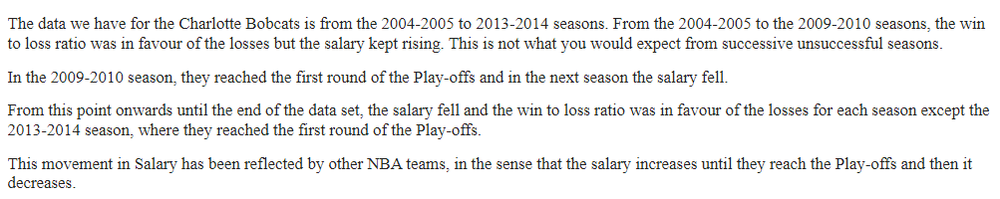 The data we have for the Charlotte Bobcats is from the 2004-2005 to 2013-2014 seasons. From the 2004-2005 to the 2009-2010 seasons, the win
to loss ratio was in favour of the losses but the salary kept rising. This is not what you would expect from successive unsuccessful seasons.
In the 2009-2010 season, they reached the first round of the Play-offs and in the next season the salary fell.
From this point onwards until the end of the data set, the salary fell and the win to loss ratio was in favour of the losses for each season except the
2013-2014 season, where they reached the first round of the Play-offs.
This movement in Salary has been reflected by other NBA teams, in the sense that the salary increases until they reach the Play-offs and then it
decreases.